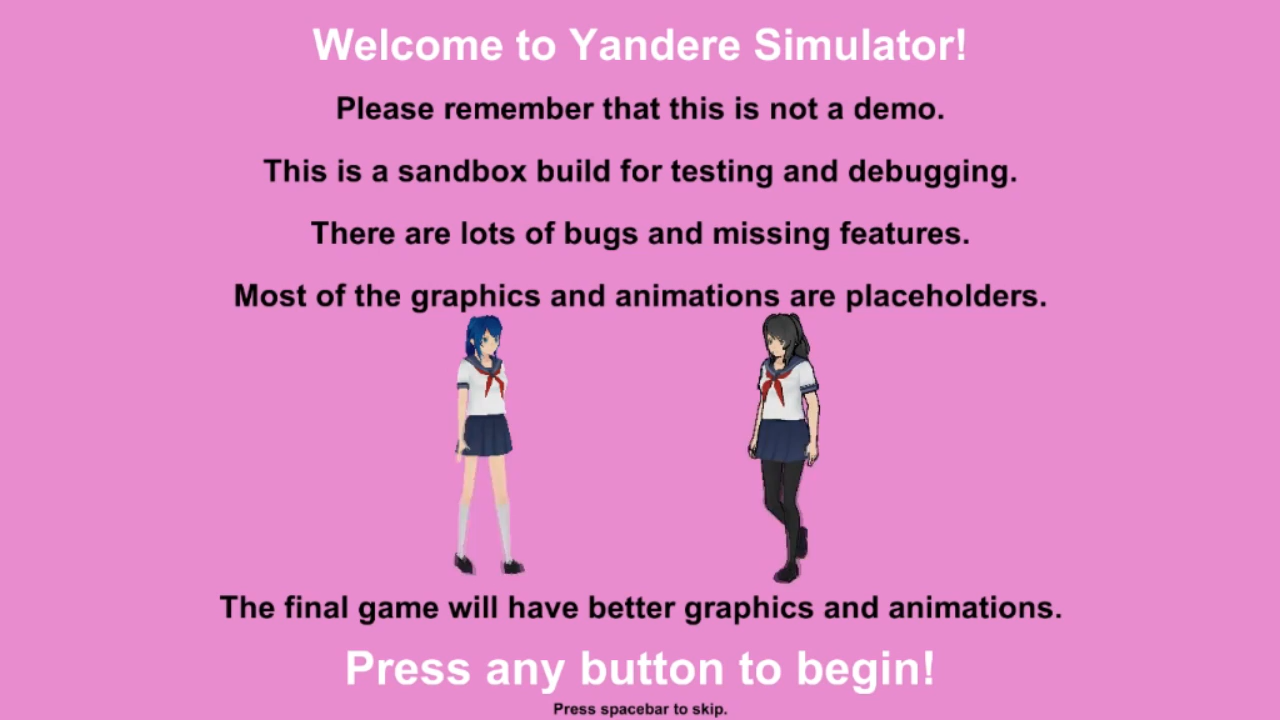 Welcome to Yandere Simulator!
Please remember that this is not a demo.
This is a sandbox build for testing and debugging.
There are lots of bugs and missing features.
Most of the graphics and animations are placeholders.
The final game will have better graphics and animations.
Press any button to begin!
Press spacebar to skip.